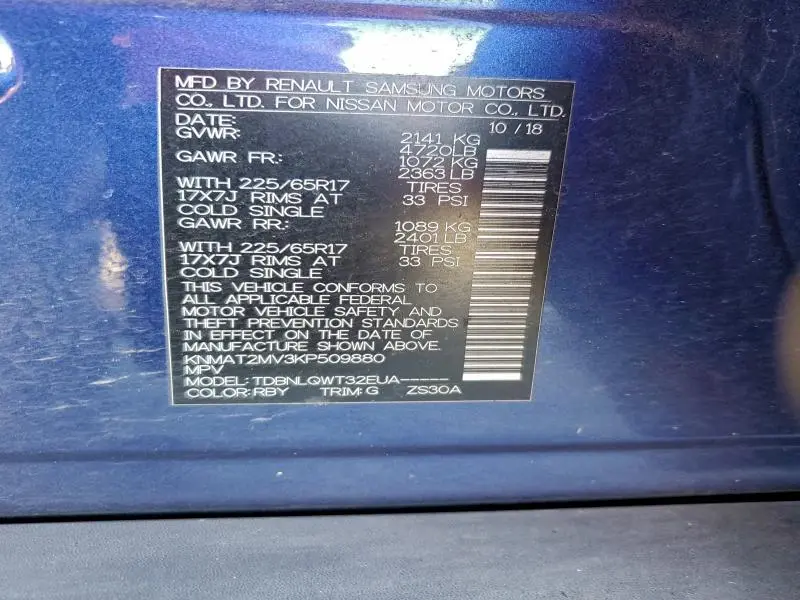 MFD BY RENAULT SAMSUNG MOTORS
CO., LTD. FOR NISSAN MOTOR CO., LTD.
DATE: 10 / 18
GVWR: 2141 KG
4720LB
GAWR FR.: 1072 KG
2363 LB
WITH 225/65R17 TIRES
17X7J RIMS AT 33 PSI
COLD SINGLE
GAWR RR.: 1089 KG
2401 LB
WITH 225/65R17 TIRES
17X7J RIMS AT 33 PSI
COLD SINGLE
THIS VEHICLE CONFORMS TO
ALL APPLICABLE FEDERAL
MOTOR VEHICLE SAFETY AND
THEFT PREVENTION STANDARDS
IN EFFECT ON THE DATE OF
MANUFACTURE SHOWN ABOVE.
KNMAT2MV3KP509880
MPV
MODEL: TDBNLQWT32EUA-----
COLOR: RBY TRIM: G ZS30A